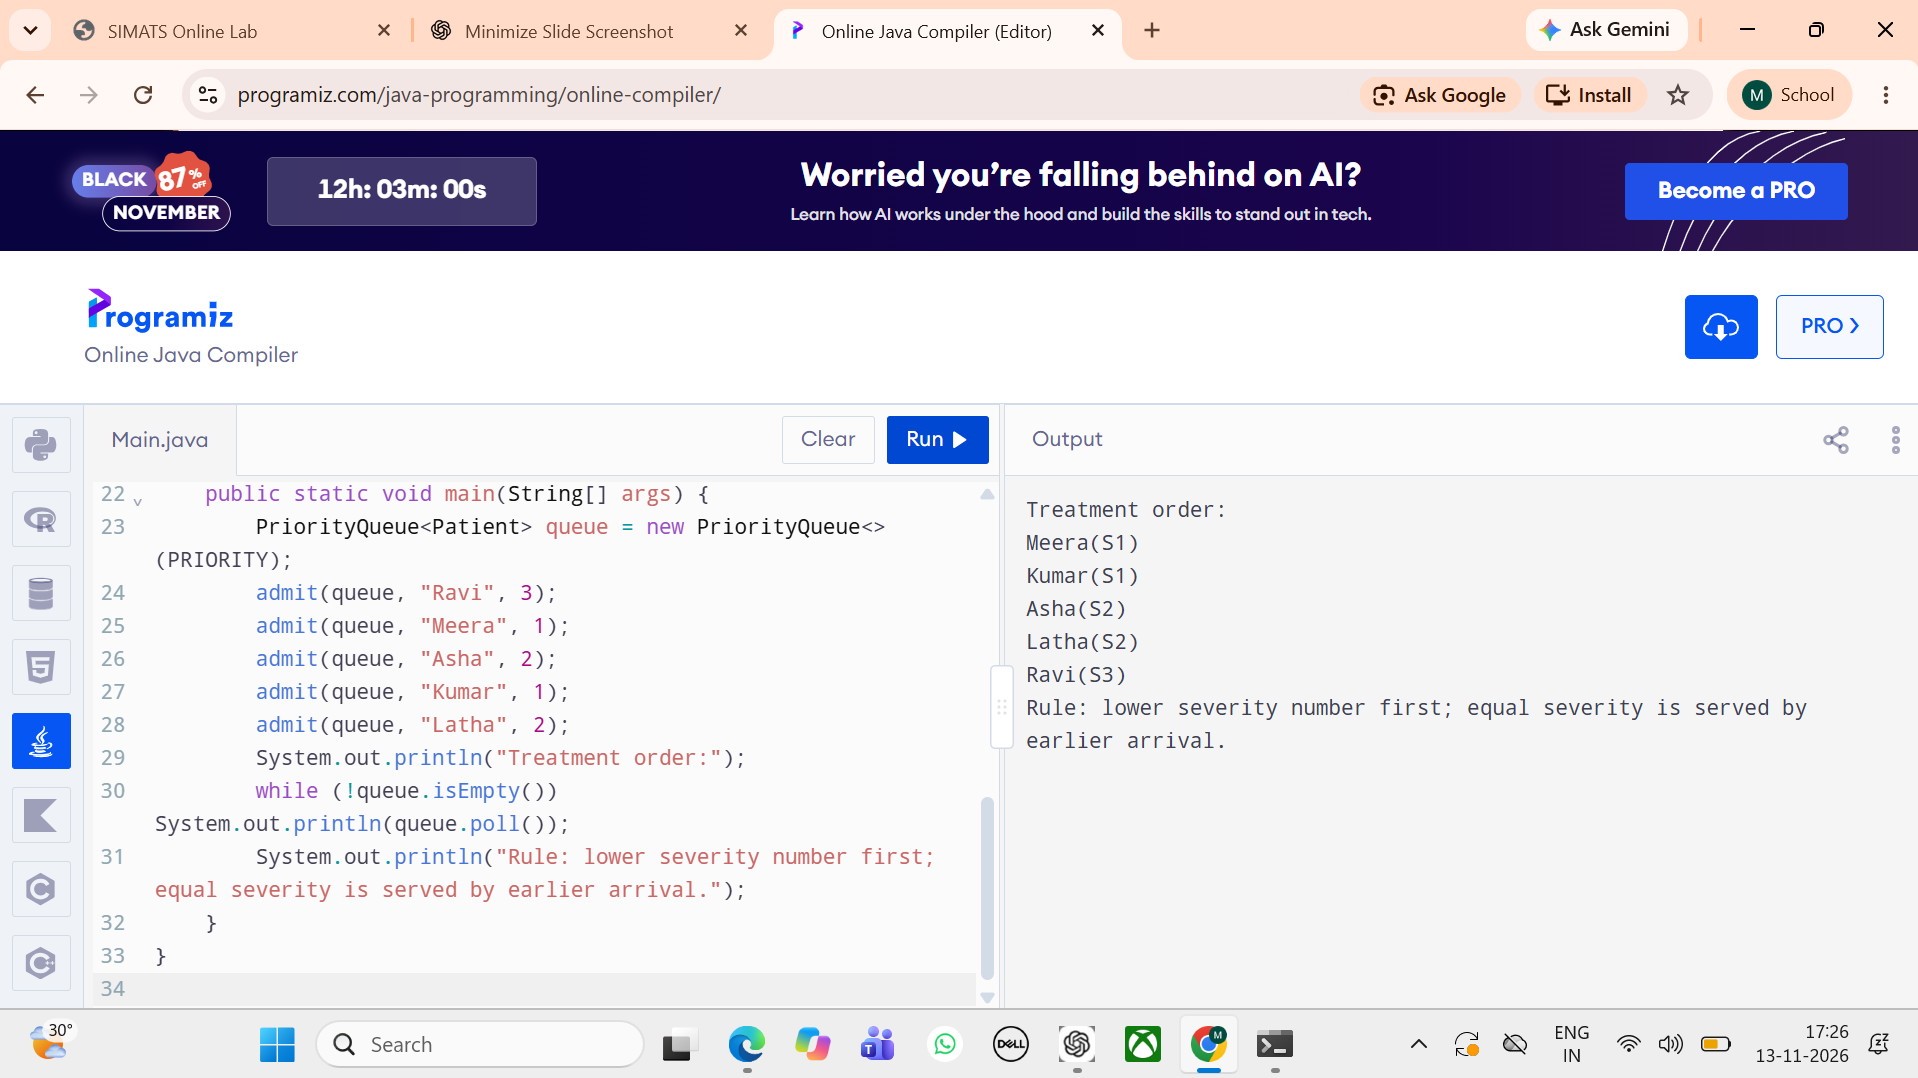 SIMATS Online Lab
Minimize Slide Screenshot
Online Java Compiler (Editor)
Ask Gemini
programiz.com/java-programming/online-compiler/
Ask Google
Install
M
School
BLACK
87% OFF
NOVEMBER
12h: 03m: 00s
Worried you're falling behind on AI?
Learn how AI works under the hood and build the skills to stand out in tech.
Become a PRO
Programiz
Online Java Compiler
PRO
Main.java
Clear
Run
Output
22 public static void main(String[] args) {
23 PriorityQueue<Patient> queue = new PriorityQueue<>
(PRIORITY);
24 admit(queue, "Ravi", 3);
25 admit(queue, "Meera", 1);
26 admit(queue, "Asha", 2);
27 admit(queue, "Kumar", 1);
28 admit(queue, "Latha", 2);
29 System.out.println("Treatment order:");
30 while (!queue.isEmpty())
System.out.println(queue.poll());
31 System.out.println("Rule: lower severity number first;
equal severity is served by earlier arrival.");
32 }
33 }
34
Treatment order:
Meera(S1)
Kumar(S1)
Asha(S2)
Latha(S2)
Ravi(S3)
Rule: lower severity number first; equal severity is served by
earlier arrival.
30°
Search
DELL
M
ENG
IN
17:26
13-11-2026